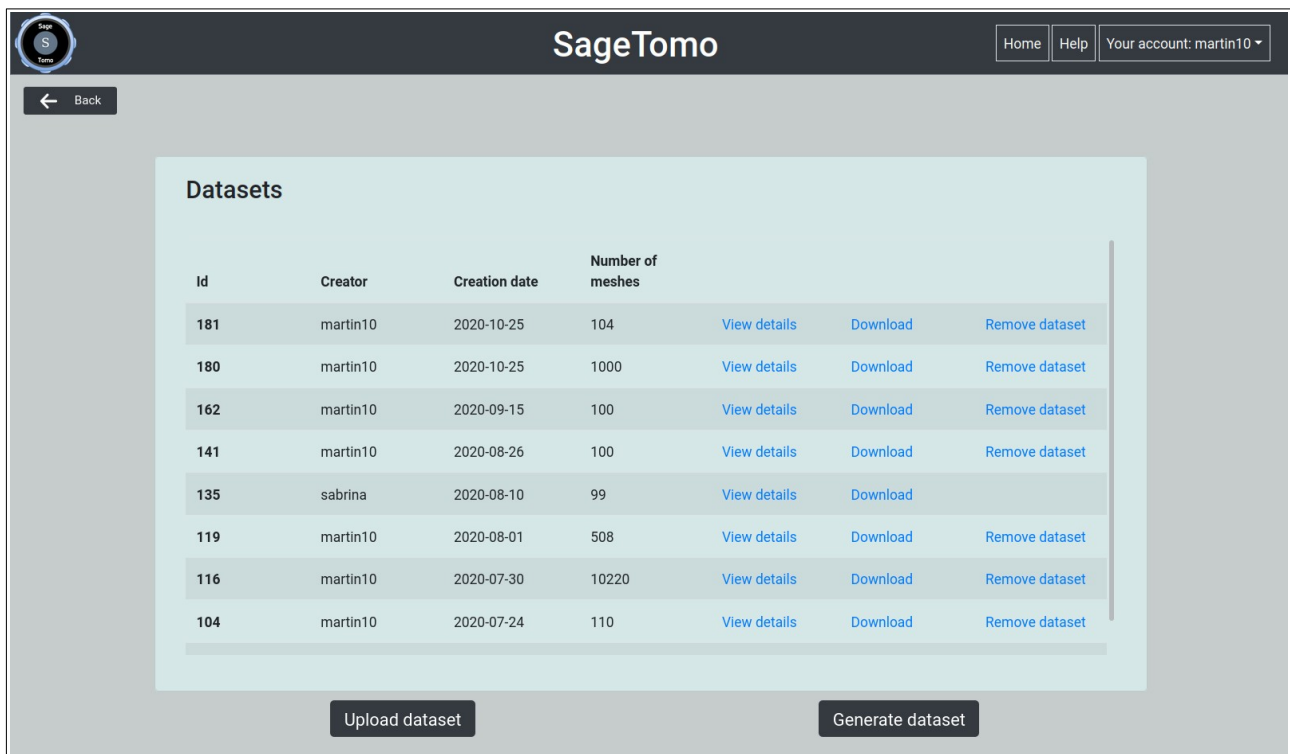 Sage
S
Tomo
SageTomo
Home Help Your account: martin10
Back
Datasets
Id Creator Creation date Number of meshes
181 martin10 2020-10-25 104 View details Download Remove dataset
180 martin10 2020-10-25 1000 View details Download Remove dataset
162 martin10 2020-09-15 100 View details Download Remove dataset
141 martin10 2020-08-26 100 View details Download Remove dataset
135 sabrina 2020-08-10 99 View details Download
119 martin10 2020-08-01 508 View details Download Remove dataset
116 martin10 2020-07-30 10220 View details Download Remove dataset
104 martin10 2020-07-24 110 View details Download Remove dataset
Upload dataset Generate dataset